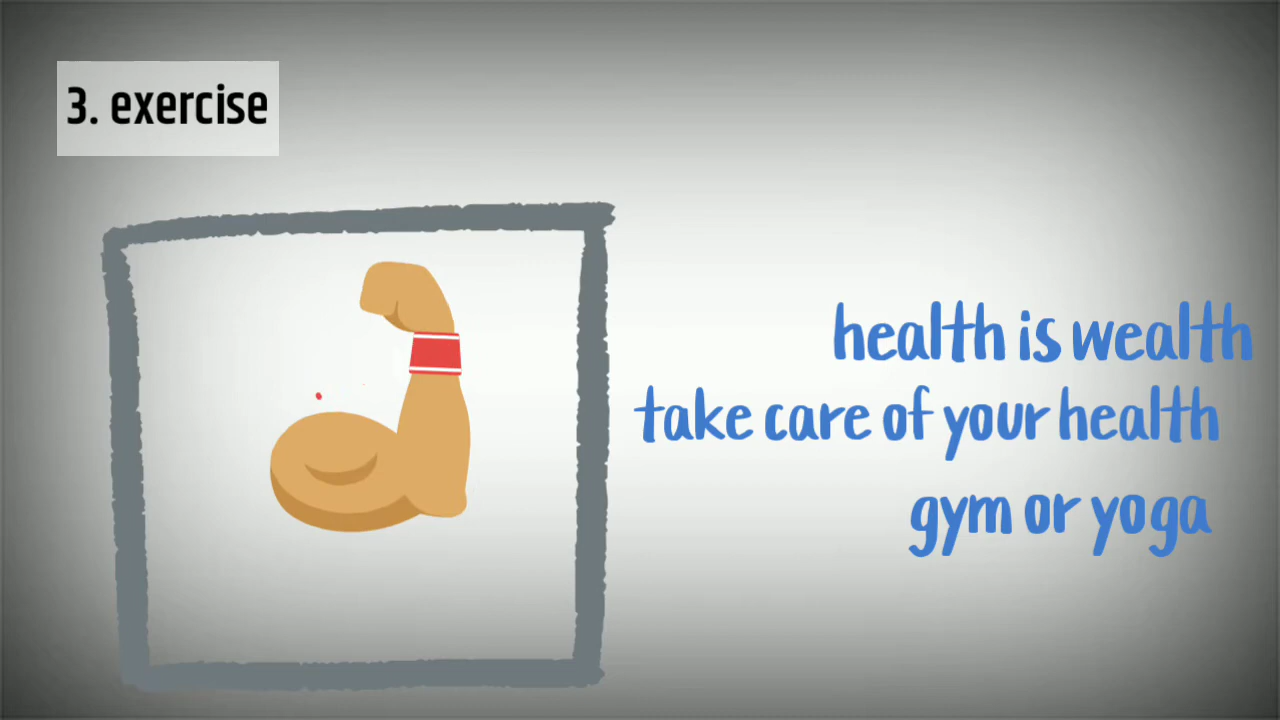 3. exercise
health is wealth
take care of your health
gym or yoga